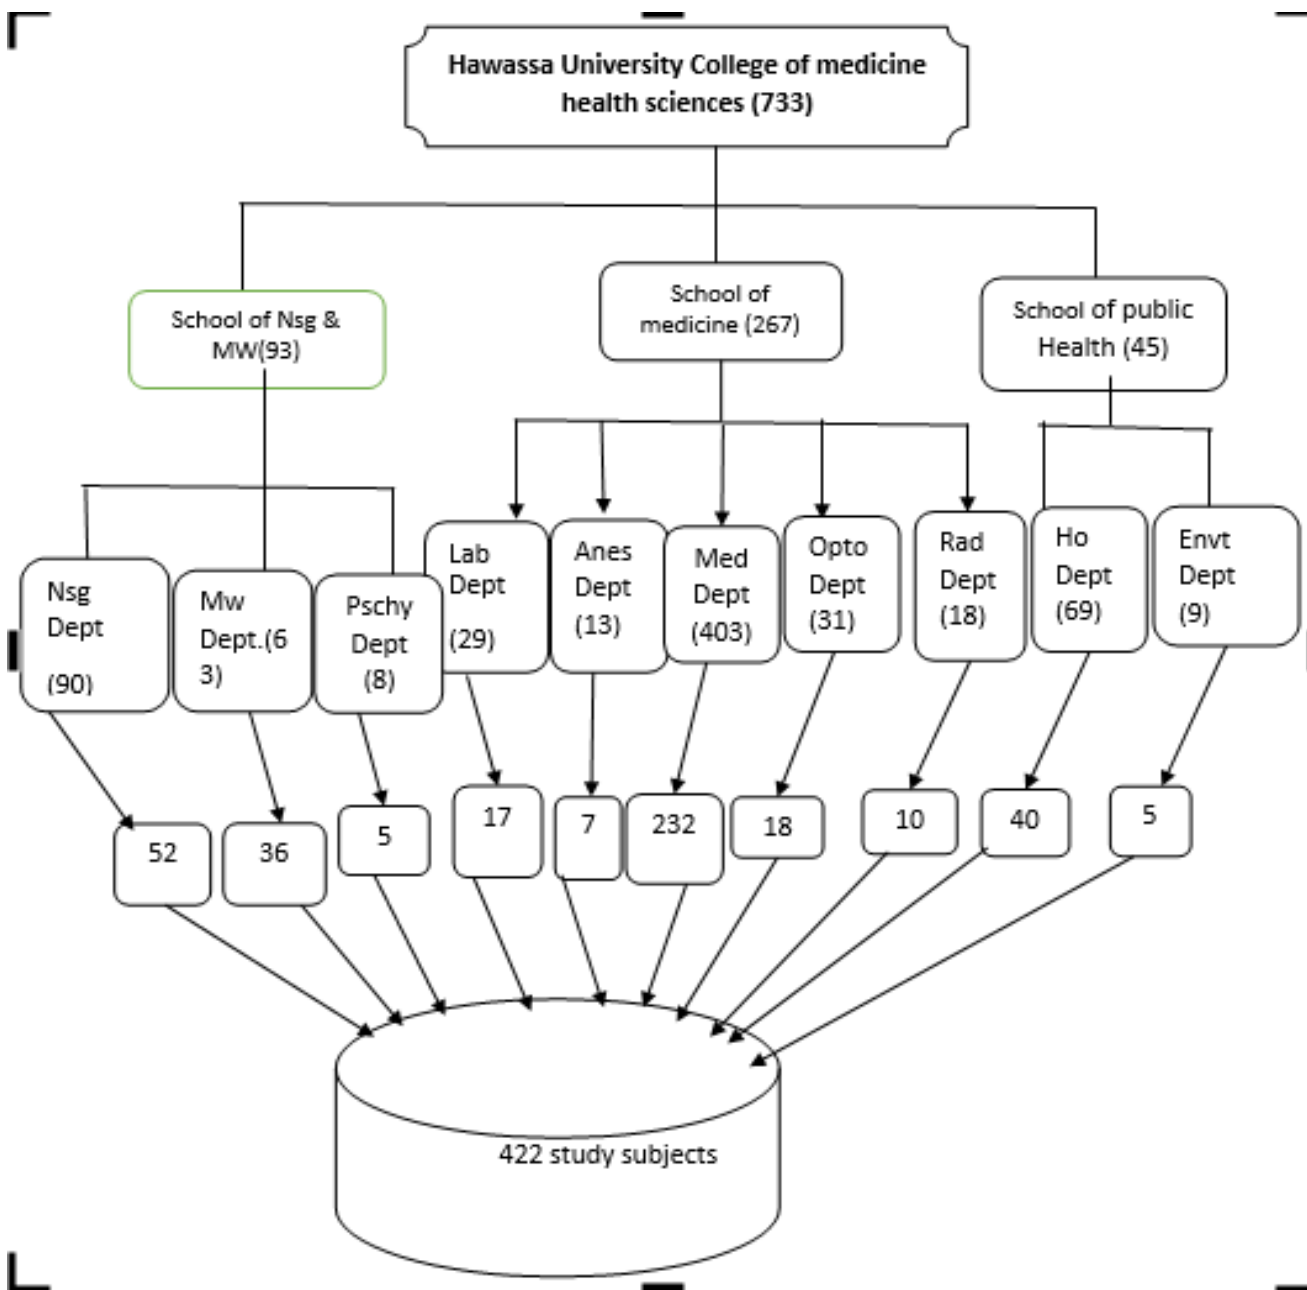 Hawassa University College of medicine
health sciences (733)
School of Nsg &
MW(93)
School of
medicine (267)
School of public
Health (45)
Nsg
Dept
(90)
Mw
Dept.(6
3)
Pschy
Dept
(8)
Lab
Dept
(29)
Anes
Dept
(13)
Med
Dept
(403)
Opto
Dept
(31)
Rad
Dept
(18)
Ho
Dept
(69)
Envt
Dept
(9)
52
36
5
17
7
232
18
10
40
5
422 study subjects